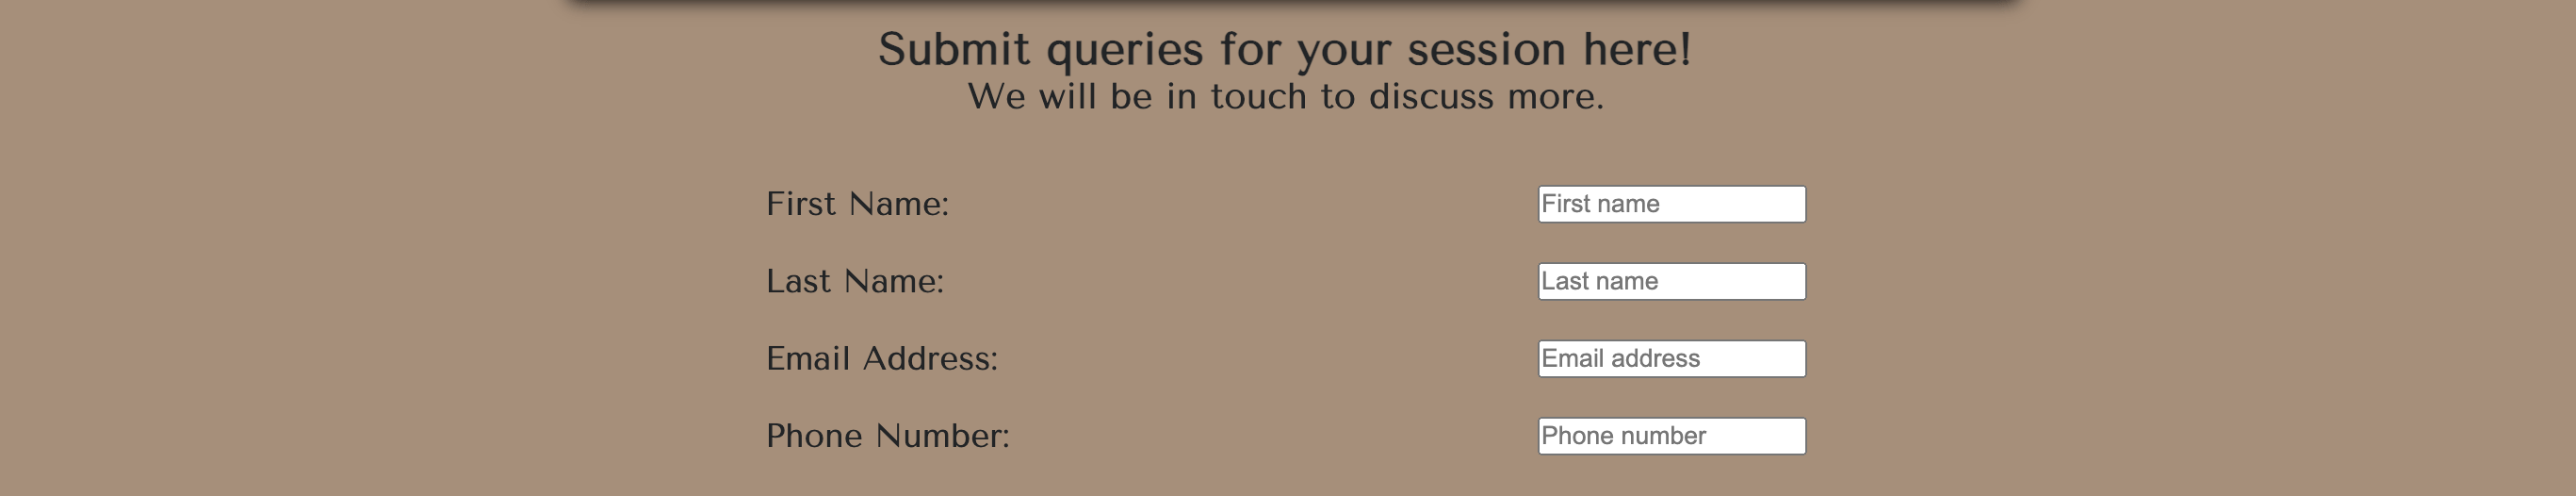 Submit queries for your session here!
We will be in touch to discuss more.
First Name: First name
Last Name: Last name
Email Address: Email address
Phone Number: Phone number